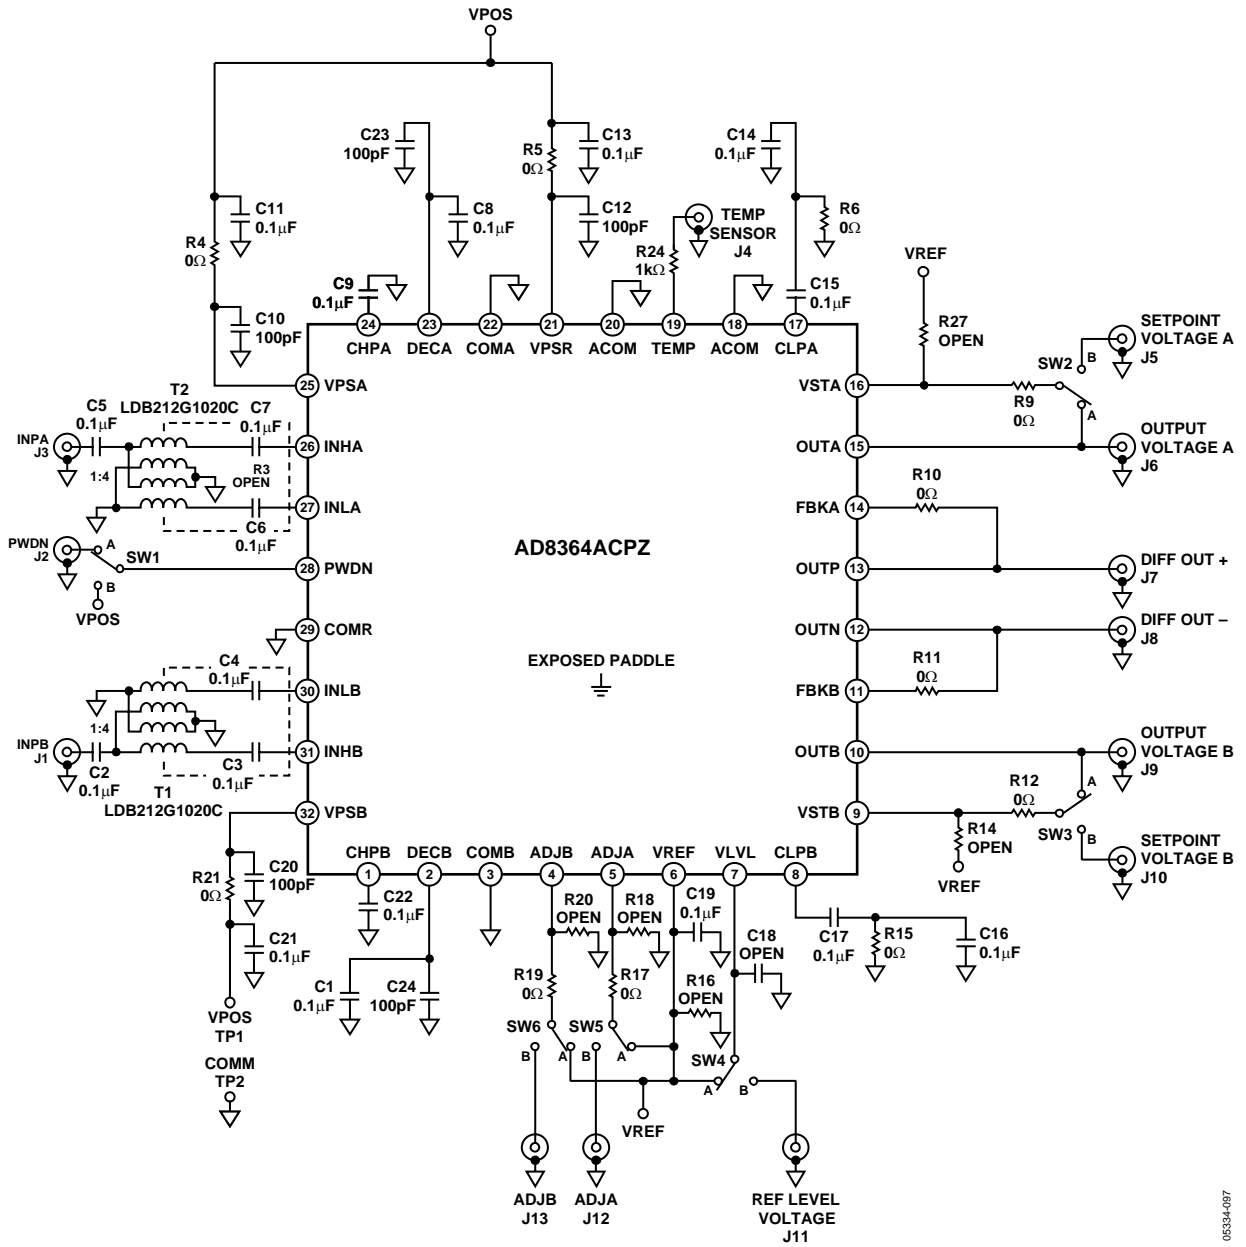 VPOS
C23
100pF
C13
0.1μF
R5
0Ω
C14
0.1μF
C11
0.1μF
R4
0Ω
C8
0.1μF
C12
100pF
TEMP
SENSOR
J4
R6
0Ω
R24
1kΩ
VREF
C9
0.1μF
C15
0.1μF
C10
100pF
R27
OPEN
SETPOINT
VOLTAGE A
J5
24 23 22 21 20 19 18 17
CHPA DECA COMA VPSR ACOM TEMP ACOM CLPA
SW2
B
A
R9
0Ω
25 VPSA
VSTA 16
T2
LDB212G1020C
C5
0.1μF
C7
0.1μF
INPA
J3
26 INHA
OUTA 15
OUTPUT
VOLTAGE A
J6
1:4
R3
OPEN
R10
0Ω
27 INLA
FBKA 14
C6
0.1μF
AD8364ACPZ
PWDN
J2
A
SW1
B
VPOS
28 PWDN
OUTP 13
DIFF OUT +
J7
29 COMR
OUTN 12
DIFF OUT –
J8
EXPOSED PADDLE
R11
0Ω
C4
0.1μF
30 INLB
FBKB 11
1:4
INPB
J1
C2
0.1μF
C3
0.1μF
31 INHB
OUTB 10
OUTPUT
VOLTAGE B
J9
T1
LDB212G1020C
R12
0Ω
A
SW3
B
32 VPSB
VSTB 9
R14
OPEN
VREF
SETPOINT
VOLTAGE B
J10
CHPB DECB COMB ADJB ADJA VREF VLVL CLPB
1 2 3 4 5 6 7 8
C20
100pF
R21
0Ω
C21
0.1μF
C22
0.1μF
R20
OPEN
R18
OPEN
C19
0.1μF
C18
OPEN
C17
0.1μF
R15
0Ω
C16
0.1μF
C1
0.1μF
C24
100pF
R19
0Ω
R17
0Ω
R16
OPEN
VPOS
TP1
COMM
TP2
SW6
B
A
SW5
B
A
SW4
A
B
VREF
ADJB
J13
ADJA
J12
REF LEVEL
VOLTAGE
J11
05334-097